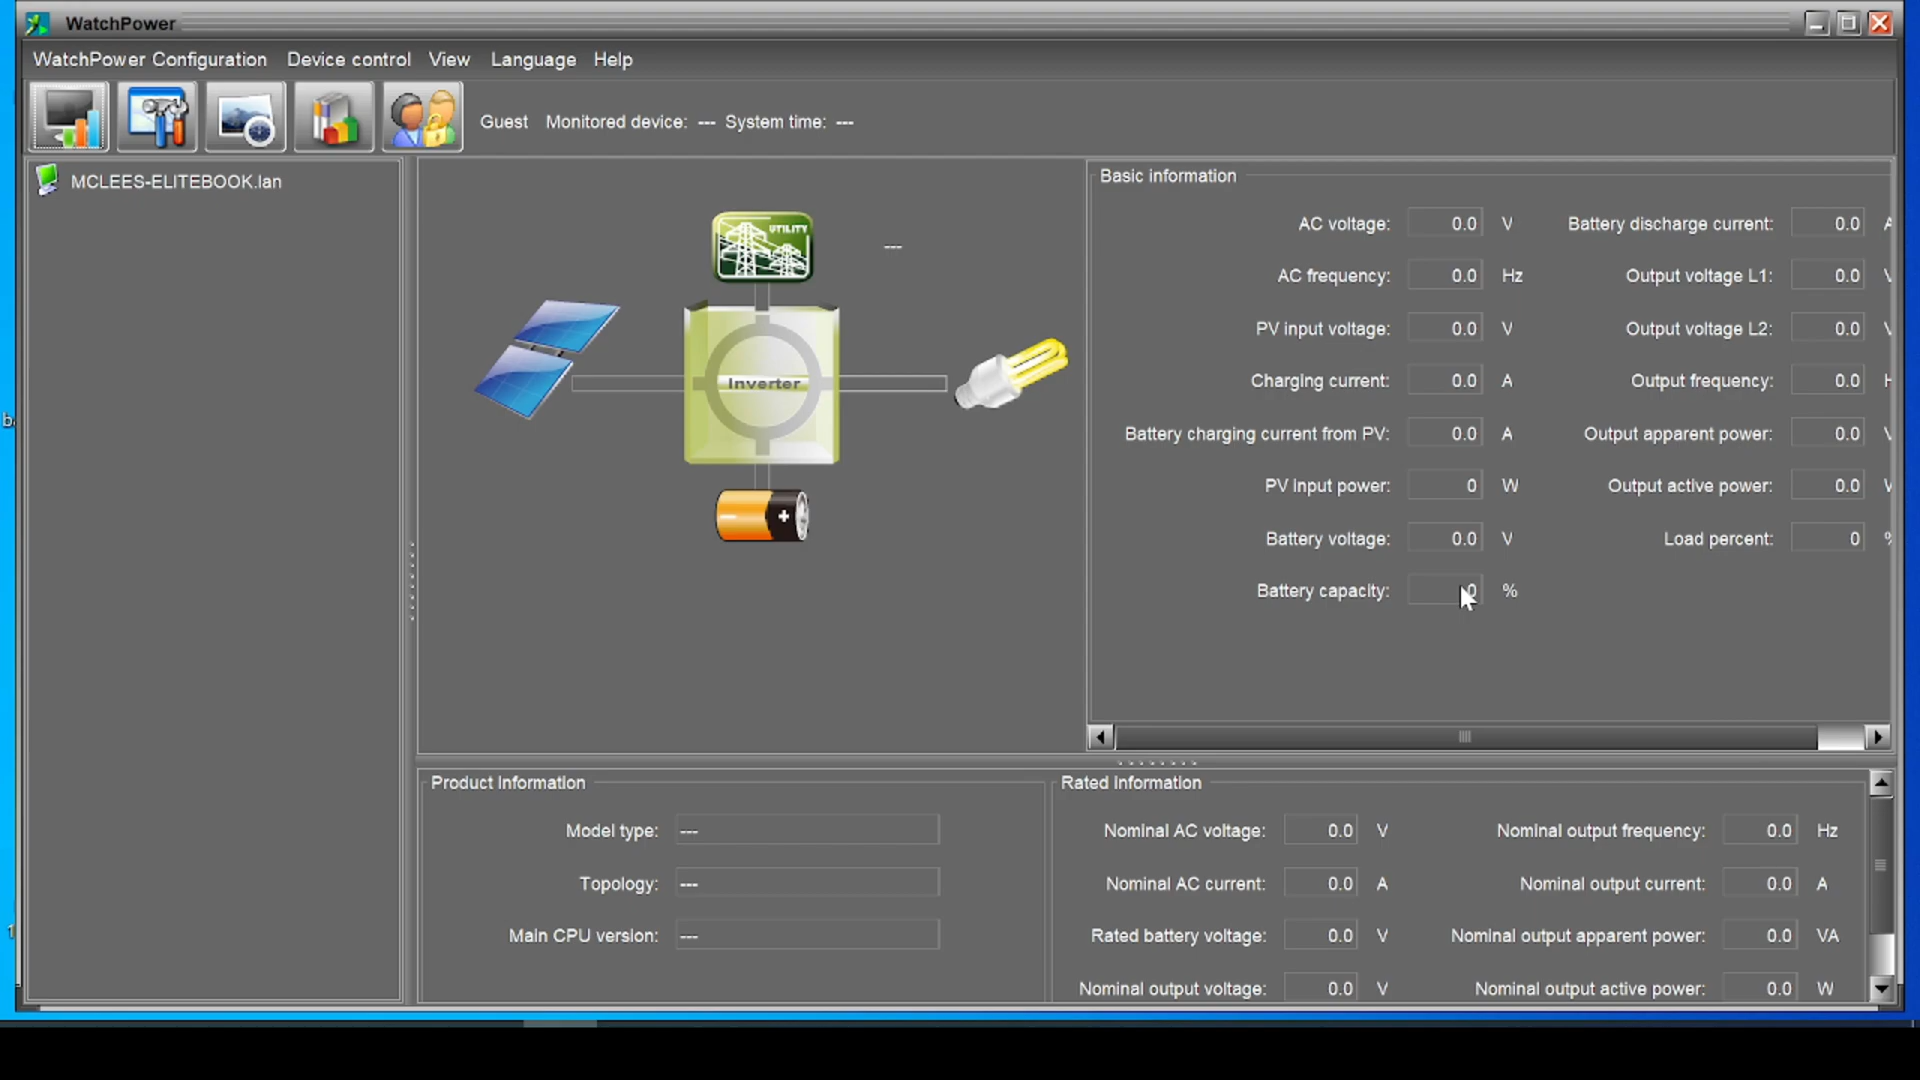 WatchPower
WatchPower Configuration Device control View Language Help
Guest Monitored device: --- System time: ---
MCLEES-ELITEBOOK.lan
UTILITY
---
Inverter
+
Basic information
AC voltage: 0.0 V Battery discharge current: 0.0 A
AC frequency: 0.0 Hz Output voltage L1: 0.0
PV input voltage: 0.0 V Output voltage L2: 0.0
Charging current: 0.0 A Output frequency: 0.0
Battery charging current from PV: 0.0 A Output apparent power: 0.0
PV Input power: 0 W Output active power: 0.0
Battery voltage: 0.0 V Load percent: 0 %
Battery capacity: 0 %
Product Information
Model type: ---
Topology: ---
Main CPU version: ---
Rated Information
Nominal AC voltage: 0.0 V Nominal output frequency: 0.0 Hz
Nominal AC current: 0.0 A Nominal output current: 0.0 A
Rated battery voltage: 0.0 V Nominal output apparent power: 0.0 VA
Nominal output voltage: 0.0 V Nominal output active power: 0.0 W